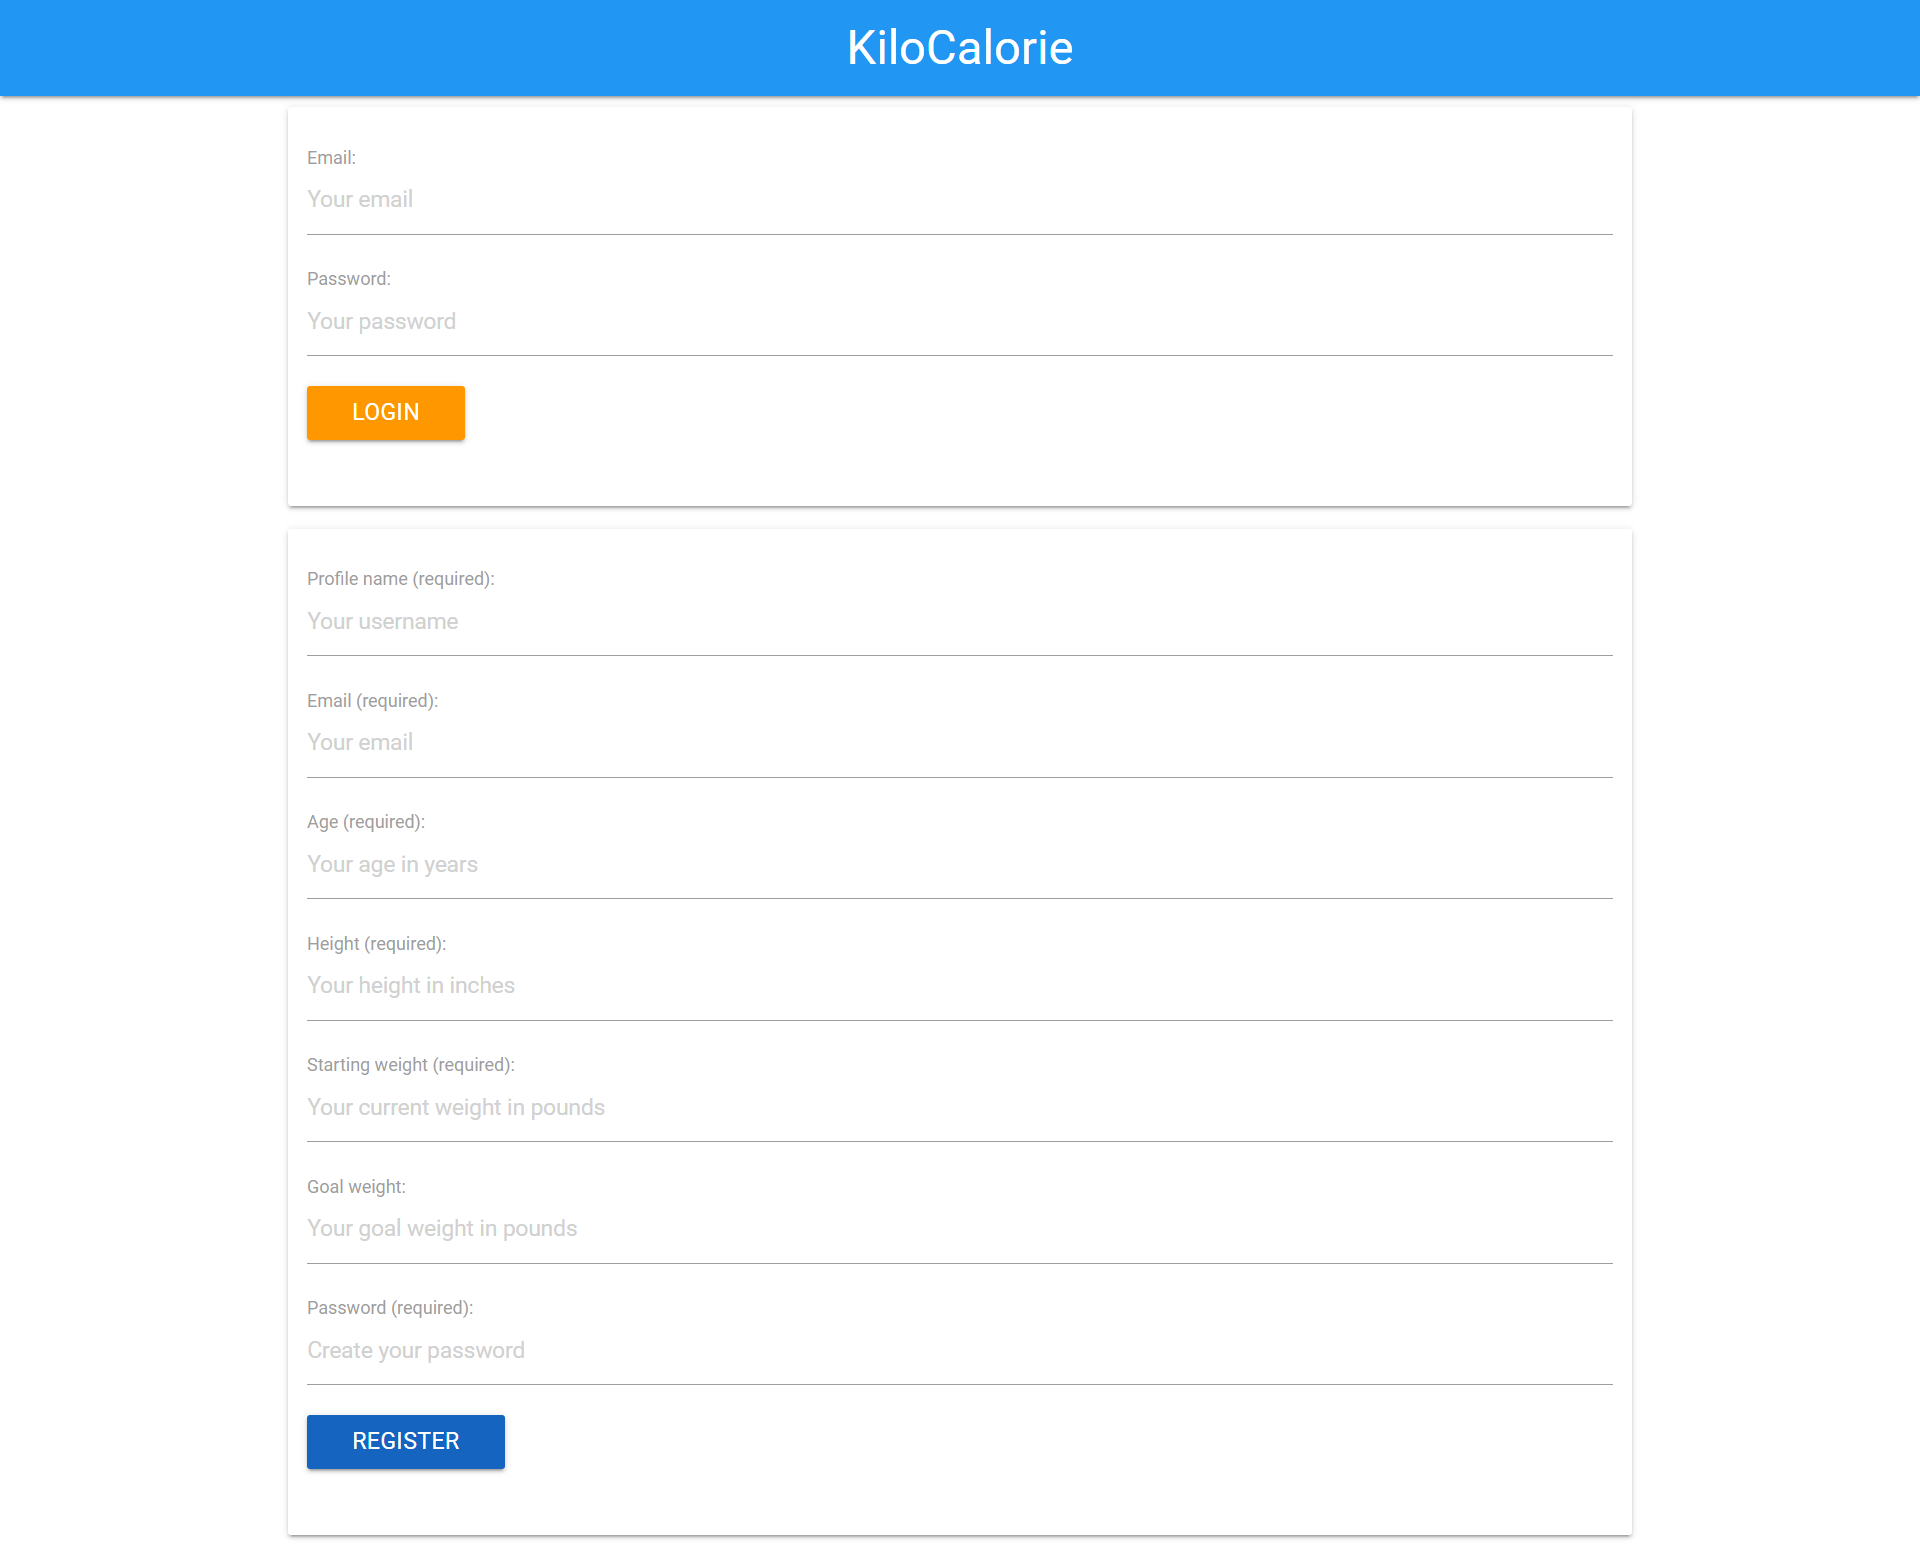 KiloCalorie
Email:
Your email
Password:
Your password
LOGIN
Profile name (required):
Your username
Email (required):
Your email
Age (required):
Your age in years
Height (required):
Your height in inches
Starting weight (required):
Your current weight in pounds
Goal weight:
Your goal weight in pounds
Password (required):
Create your password
REGISTER